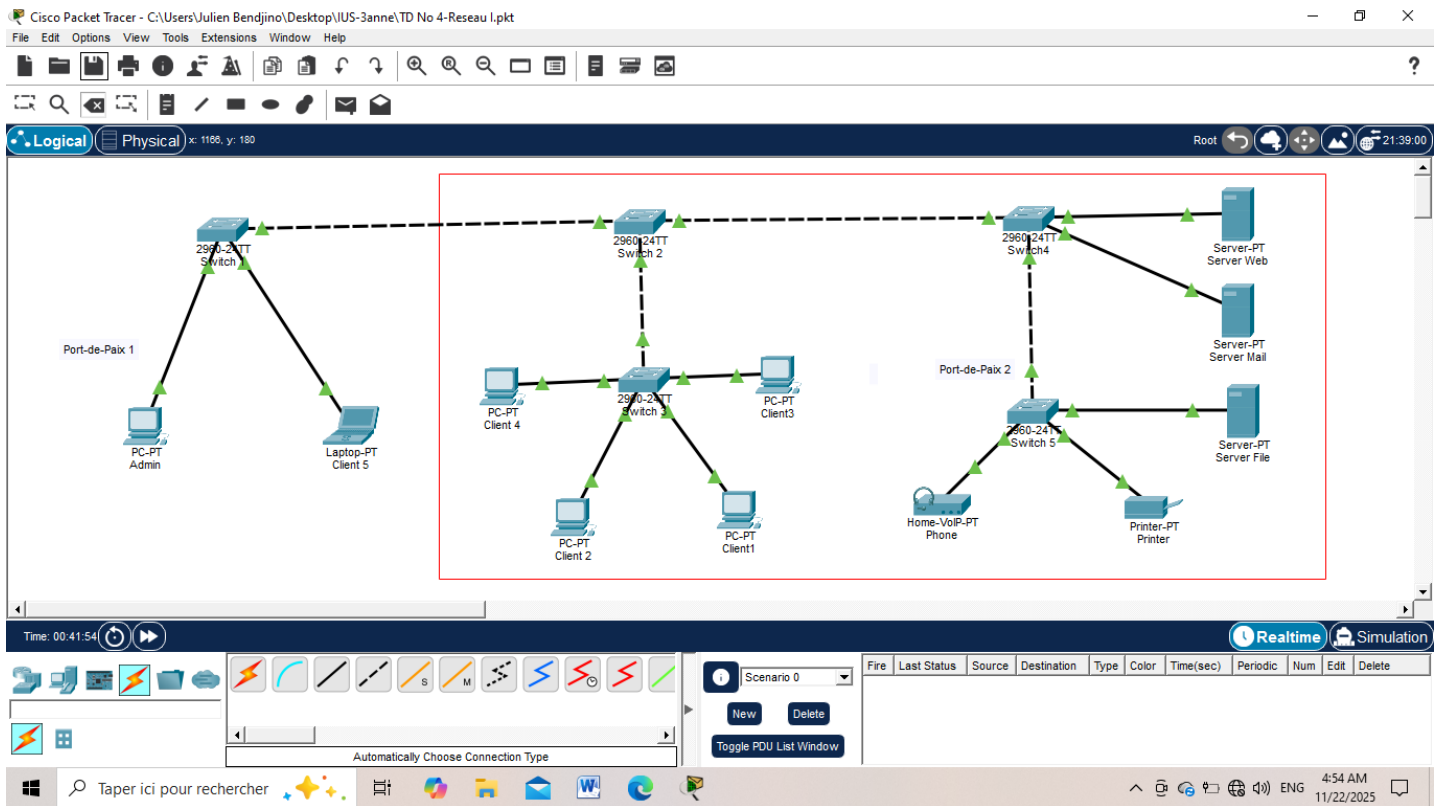 Cisco Packet Tracer - C:\Users\Julien Bendjino\Desktop\IUS-3anne\TD No 4-Reseau I.pkt
File Edit Options View Tools Extensions Window Help
?
Logical Physical x: 1166, y: 180 Root 21:39:00
2960-24TT
Switch 1
2960-24TT
Switch 2
2960-24TT
Switch4
Server-PT
Server Web
Server-PT
Server Mail
Port-de-Paix 1
Port-de-Paix 2
PC-PT
Client 4
2960-24TT
Switch 3
PC-PT
Client3
2960-24TT
Switch 5
Server-PT
Server File
PC-PT
Admin
Laptop-PT
Client 5
PC-PT
Client 2
PC-PT
Client1
Home-VoIP-PT
Phone
Printer-PT
Printer
Time: 00:41:54 Realtime Simulation
S M
Automatically Choose Connection Type
Scenario 0
New Delete
Toggle PDU List Window
Fire Last Status Source Destination Type Color Time(sec) Periodic Num Edit Delete
Taper ici pour rechercher
W
ENG
4:54 AM
11/22/2025